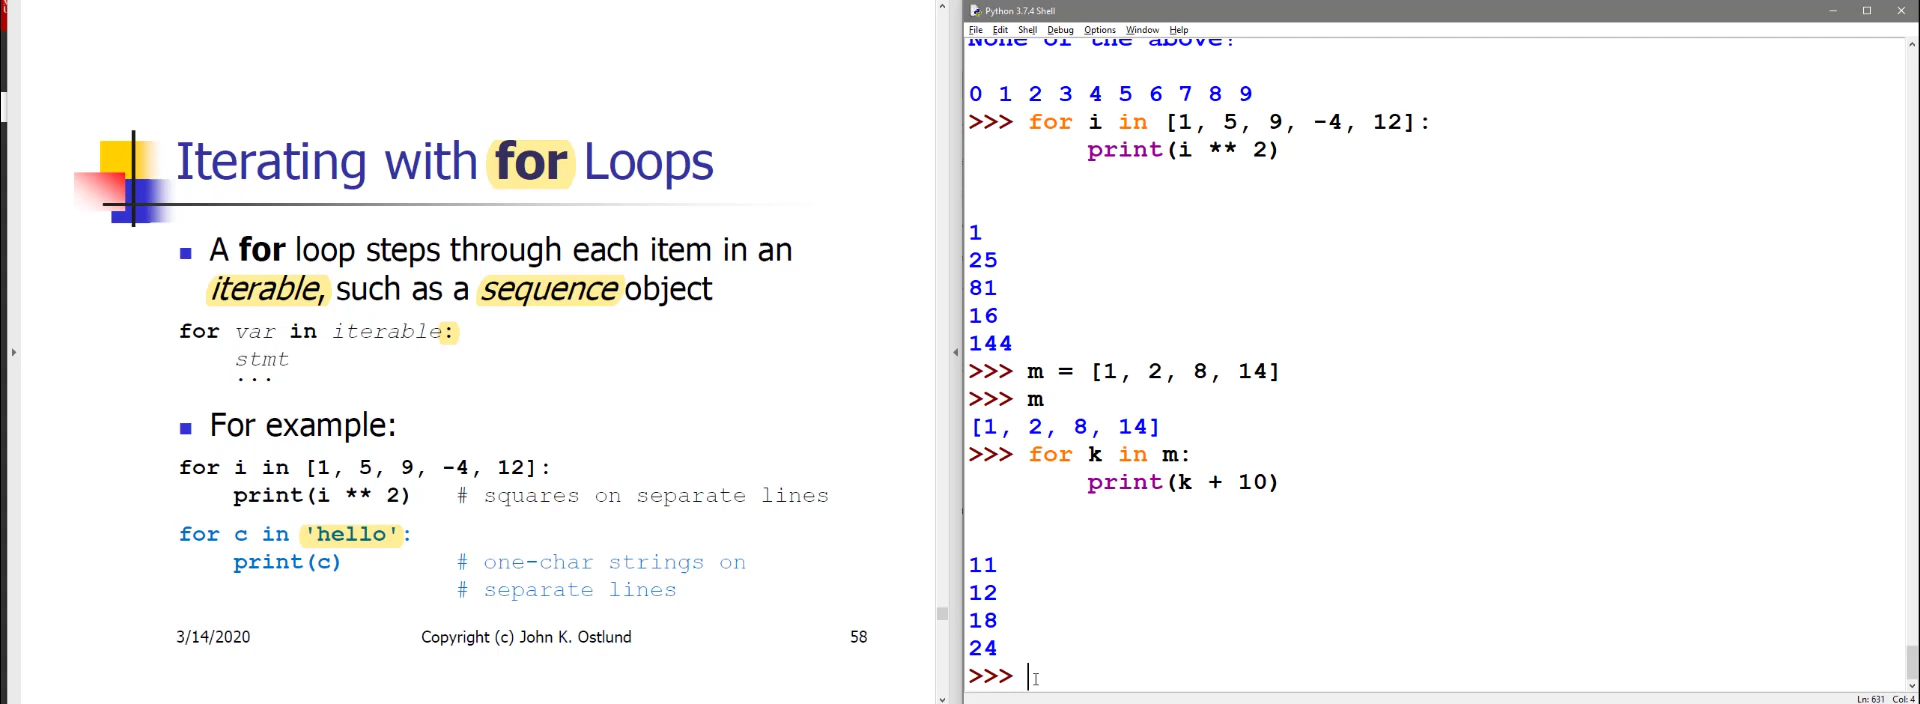 Iterating with for Loops
A for loop steps through each item in an
iterable, such as a sequence object
for var in iterable:
stmt
...
For example:
for i in [1, 5, 9, -4, 12]:
print(i ** 2) # squares on separate lines
for c in 'hello':
print(c) # one-char strings on
# separate lines
3/14/2020 Copyright (c) John K. Ostlund 58
Python 3.7.4 Shell
File Edit Shell Debug Options Window Help
None of the above!
0 1 2 3 4 5 6 7 8 9
>>> for i in [1, 5, 9, -4, 12]:
print(i ** 2)
1
25
81
16
144
>>> m = [1, 2, 8, 14]
>>> m
[1, 2, 8, 14]
>>> for k in m:
print(k + 10)
11
12
18
24
>>>
Ln: 631 Col: 4